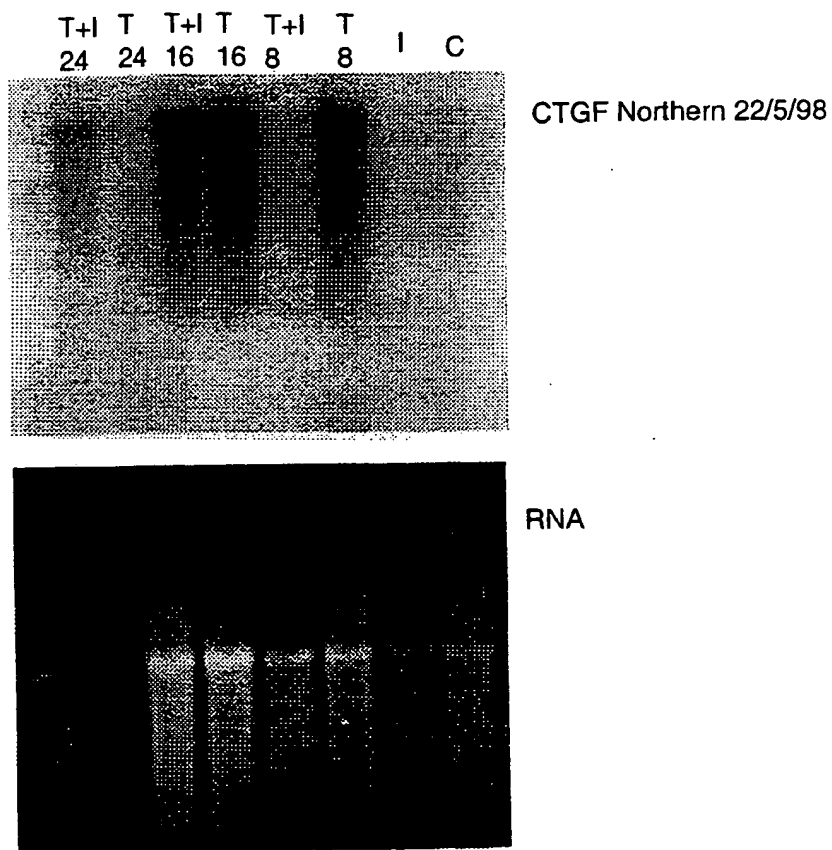 T+I T T+I T T+I T I C
24 24 16 16 8 8
CTGF Northern 22/5/98
RNA